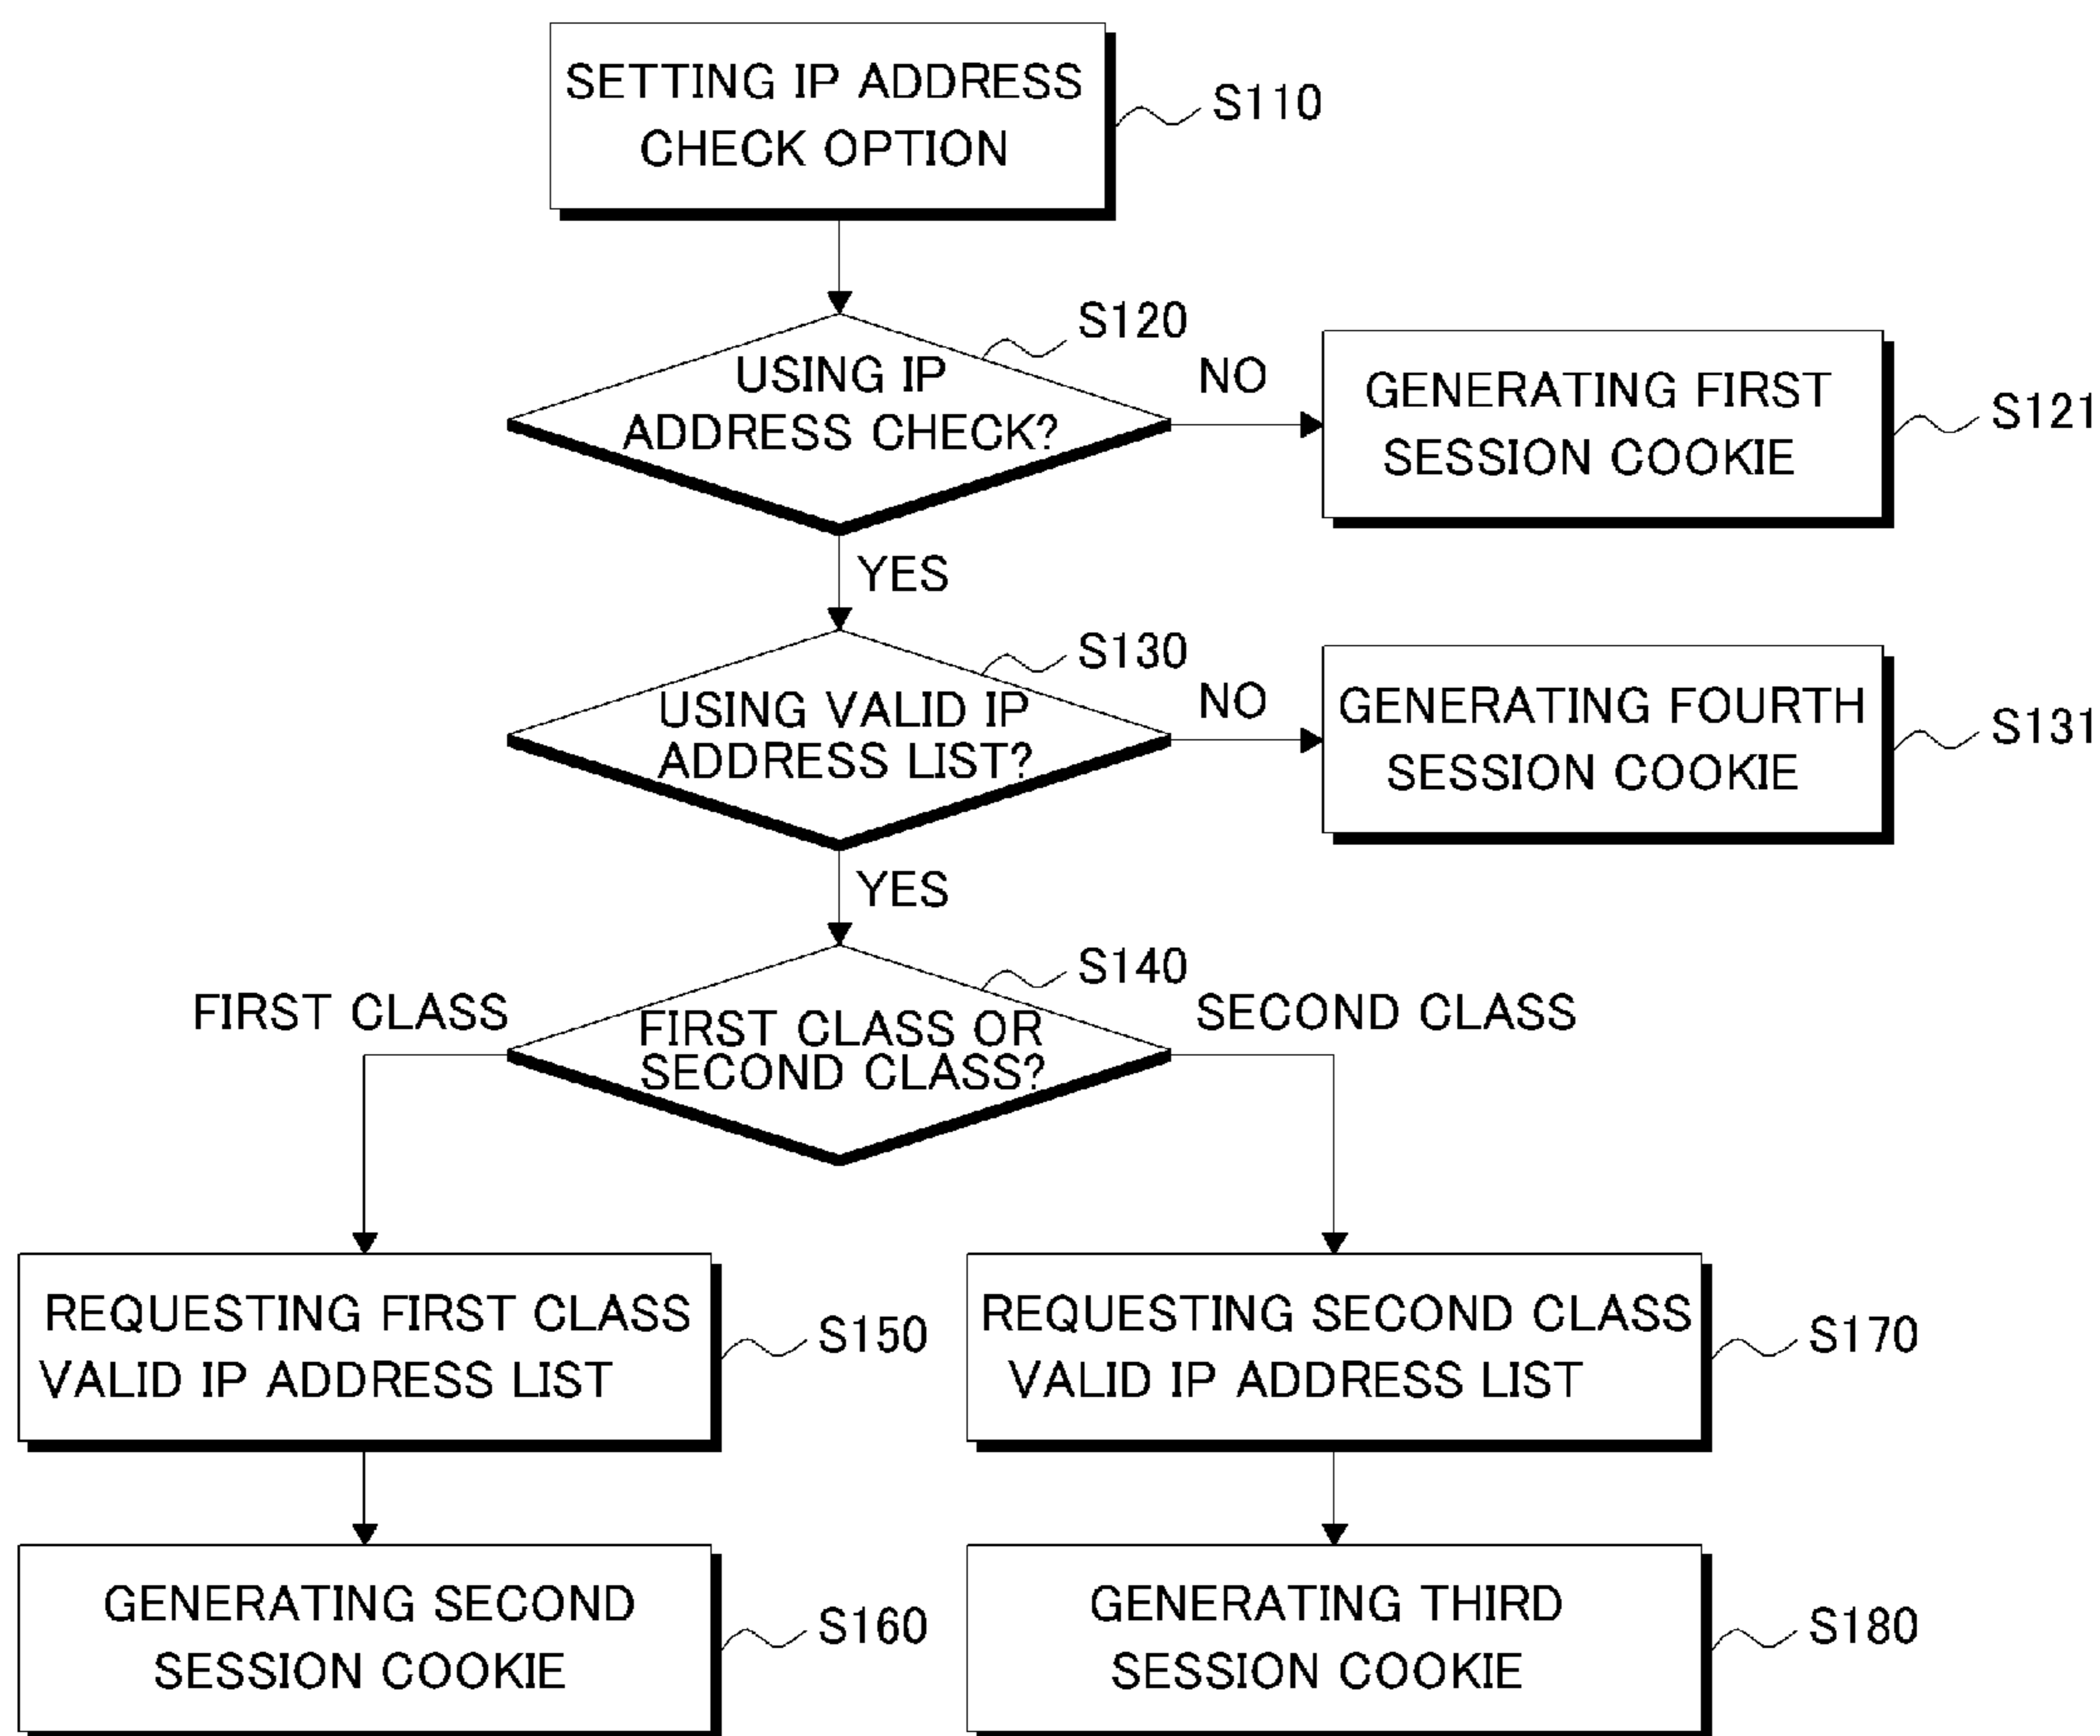 SETTING IP ADDRESS
CHECK OPTION
S110
S120
USING IP
ADDRESS CHECK?
NO
GENERATING FIRST
SESSION COOKIE
S121
YES
S130
USING VALID IP
ADDRESS LIST?
NO
GENERATING FOURTH
SESSION COOKIE
S131
YES
S140
FIRST CLASS
FIRST CLASS OR
SECOND CLASS?
SECOND CLASS
REQUESTING FIRST CLASS
VALID IP ADDRESS LIST
S150
REQUESTING SECOND CLASS
VALID IP ADDRESS LIST
S170
GENERATING SECOND
SESSION COOKIE
S160
GENERATING THIRD
SESSION COOKIE
S180